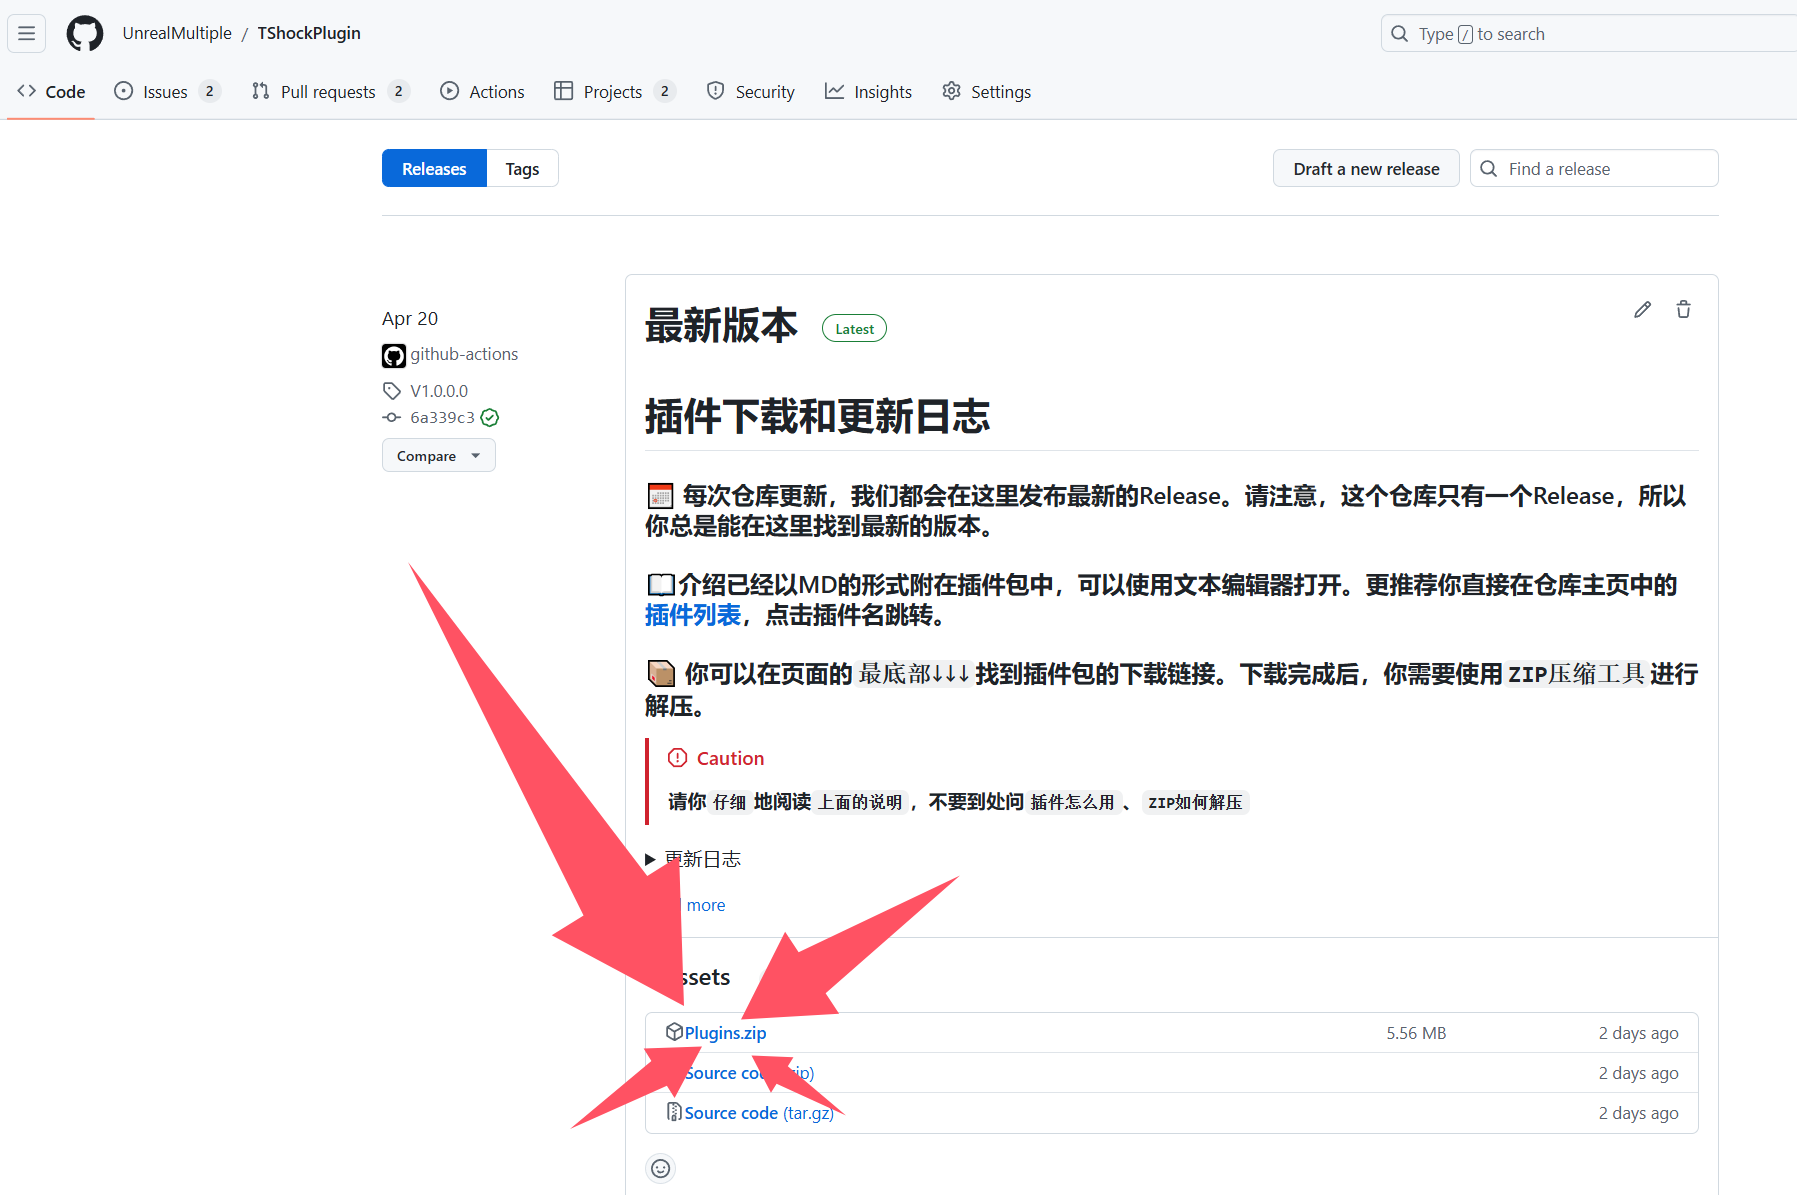 UnrealMultiple / TShockPlugin
Type / to search
Code
Issues 2
Pull requests 2
Actions
Projects 2
Security
Insights
Settings
Releases
Tags
Draft a new release
Find a release
Apr 20
github-actions
V1.0.0.0
6a339c3
Compare
最新版本
Latest
插件下载和更新日志
每次仓库更新，我们都会在这里发布最新的Release。请注意，这个仓库只有一个Release，所以
你总是能在这里找到最新的版本。
介绍已经以MD的形式附在插件包中，可以使用文本编辑器打开。更推荐你直接在仓库主页中的
插件列表，点击插件名跳转。
你可以在页面的 最底部↓↓↓ 找到插件包的下载链接。下载完成后，你需要使用 ZIP压缩工具 进行
解压。
Caution
请你 仔细 地阅读 上面的说明 ，不要到处问 插件怎么用 、 ZIP如何解压
更新日志
more
ssets
Plugins.zip 5.56 MB 2 days ago
Source co ip) 2 days ago
Source code (tar.gz) 2 days ago